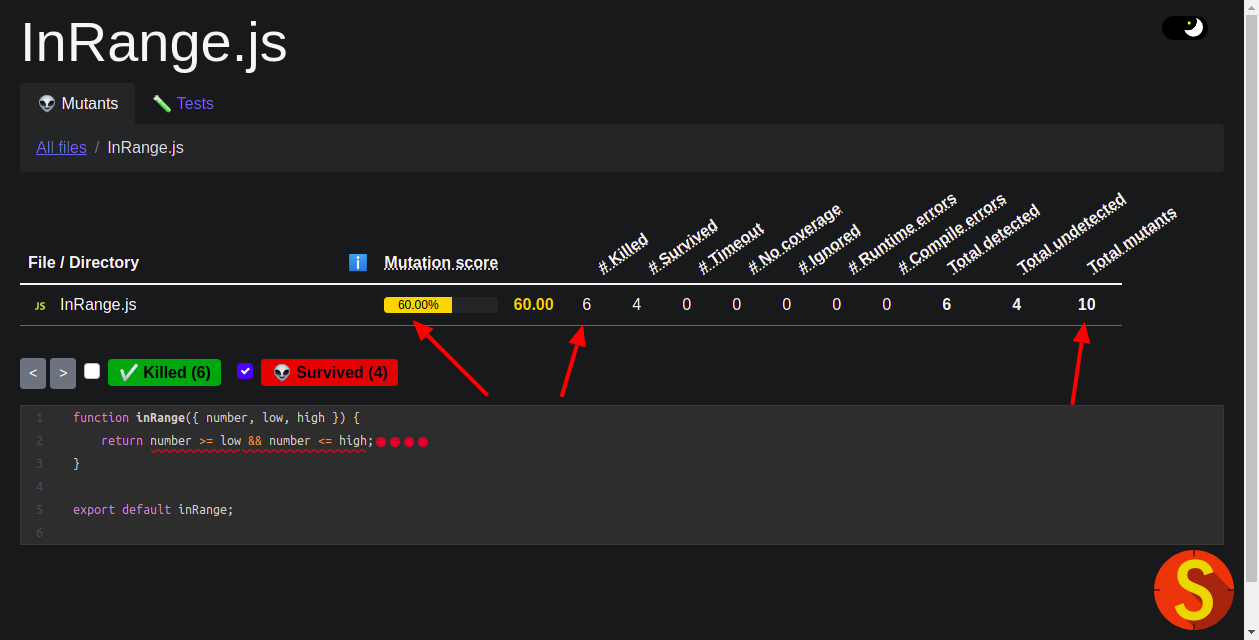 InRange.js
👽 Mutants 🧪 Tests
All files / InRange.js
# Killed # Survived # Timeout # No coverage # Ignored # Runtime errors # Compile errors Total detected Total undetected Total mutants
File / Directory ℹ️ Mutation score
JS InRange.js 60.00% 60.00 6 4 0 0 0 0 0 6 4 10
< > ✅ Killed (6) 👽 Survived (4)
1 function inRange({ number, low, high }) {
2 return number >= low && number <= high;
3 }
4
5 export default inRange;
6
S